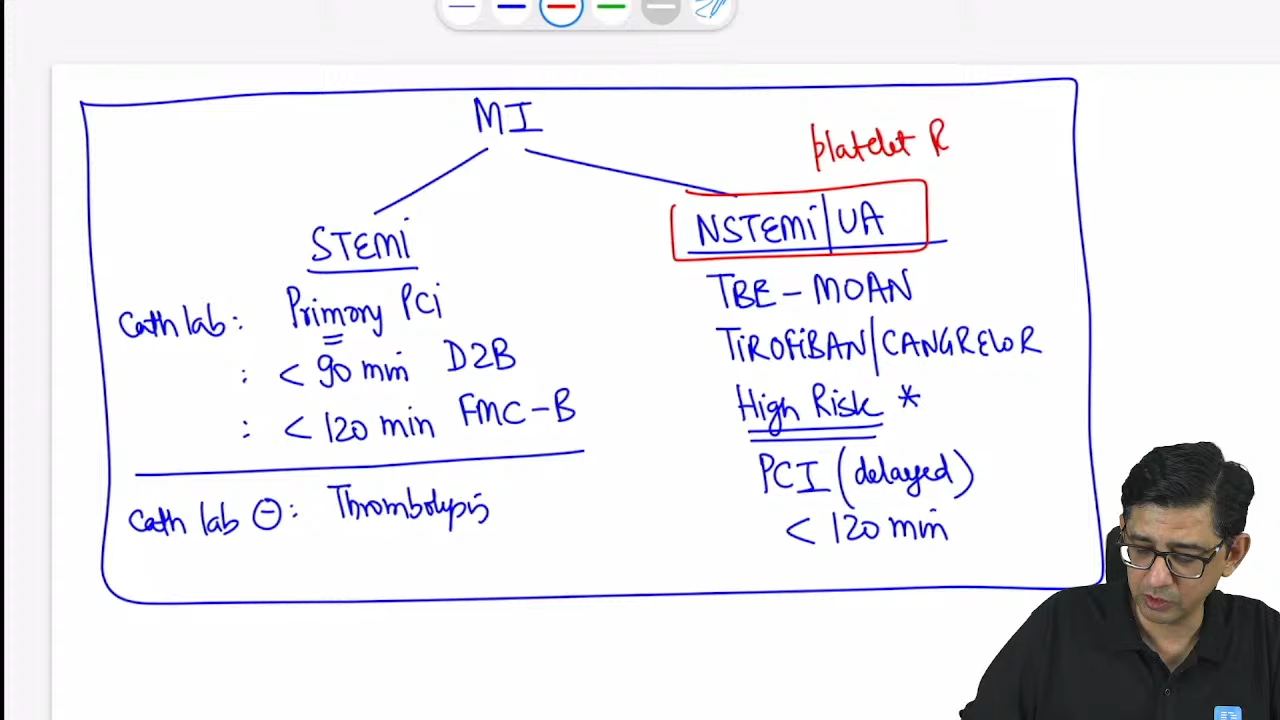 MI
platelet R
STEMI
NSTEMI/UA
Cath lab: Primary PCI
: < 90 min D2B
: < 120 min FMC-B
Cath lab ⊖: Thrombolysis
TBE - MOAN
TIROFIBAN/CANGRELOR
High Risk *
PCI (delayed)
< 120 min